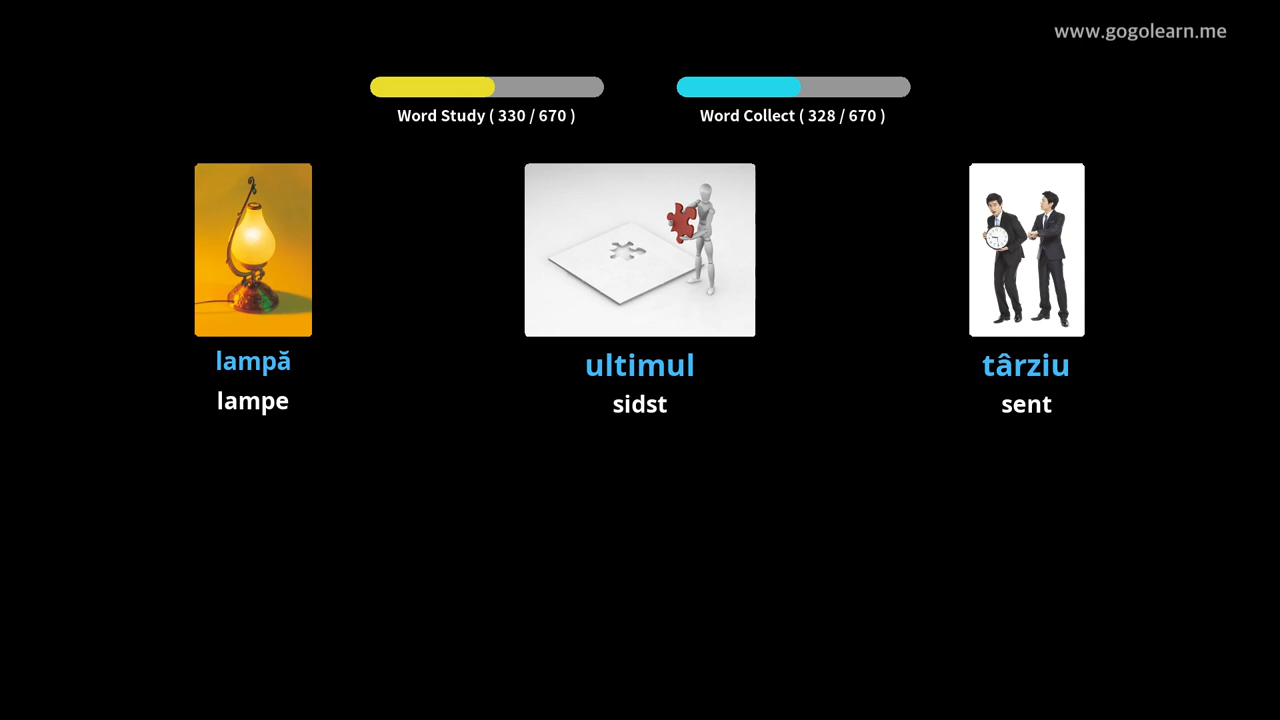 www.gogolearn.me
Word Study ( 330 / 670 )
Word Collect ( 328 / 670 )
lampă
lampe
ultimul
sidst
târziu
sent